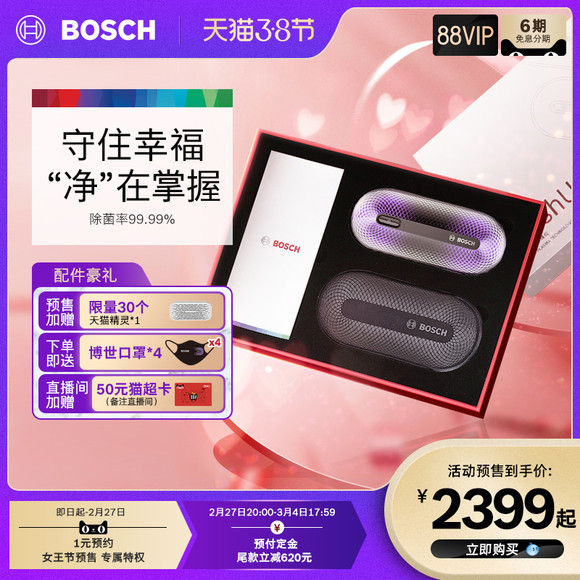 BOSCH
天猫3.8节
88VIP
6期
免息分期
守住幸福
“净”在掌握
除菌率99.99%
BOSCH
BOSCH
BOSCH
配件豪礼
预售
加赠
限量30个
天猫精灵*1
下单
即送
博世口罩*4
x4
直播间
加赠
50元猫超卡
(备注直播间)
活动预售到手价:
¥2399起
立即购买
即日起-2月27日
1元预约
女王节预售 专属特权
2月27日20:00-3月4日17:59
¥
预付定金
尾款立减620元